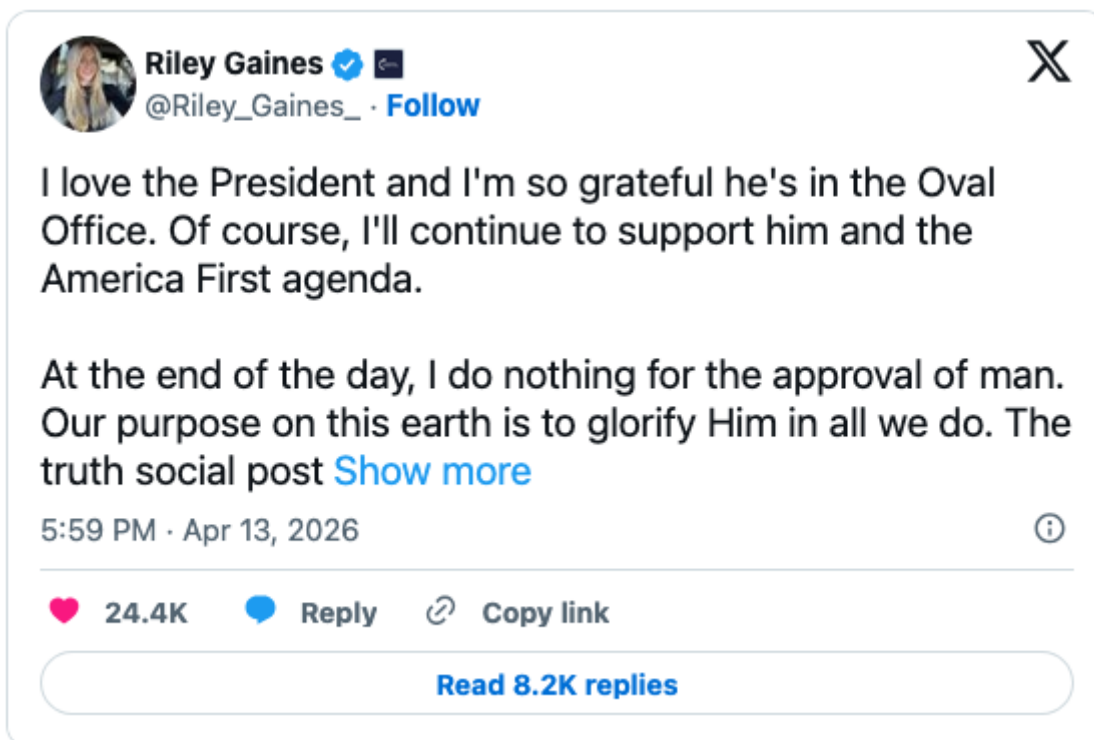 Riley Gaines
@Riley_Gaines_ · Follow
I love the President and I'm so grateful he's in the Oval
Office. Of course, I'll continue to support him and the
America First agenda.
At the end of the day, I do nothing for the approval of man.
Our purpose on this earth is to glorify Him in all we do. The
truth social post Show more
5:59 PM · Apr 13, 2026
24.4K Reply Copy link
Read 8.2K replies